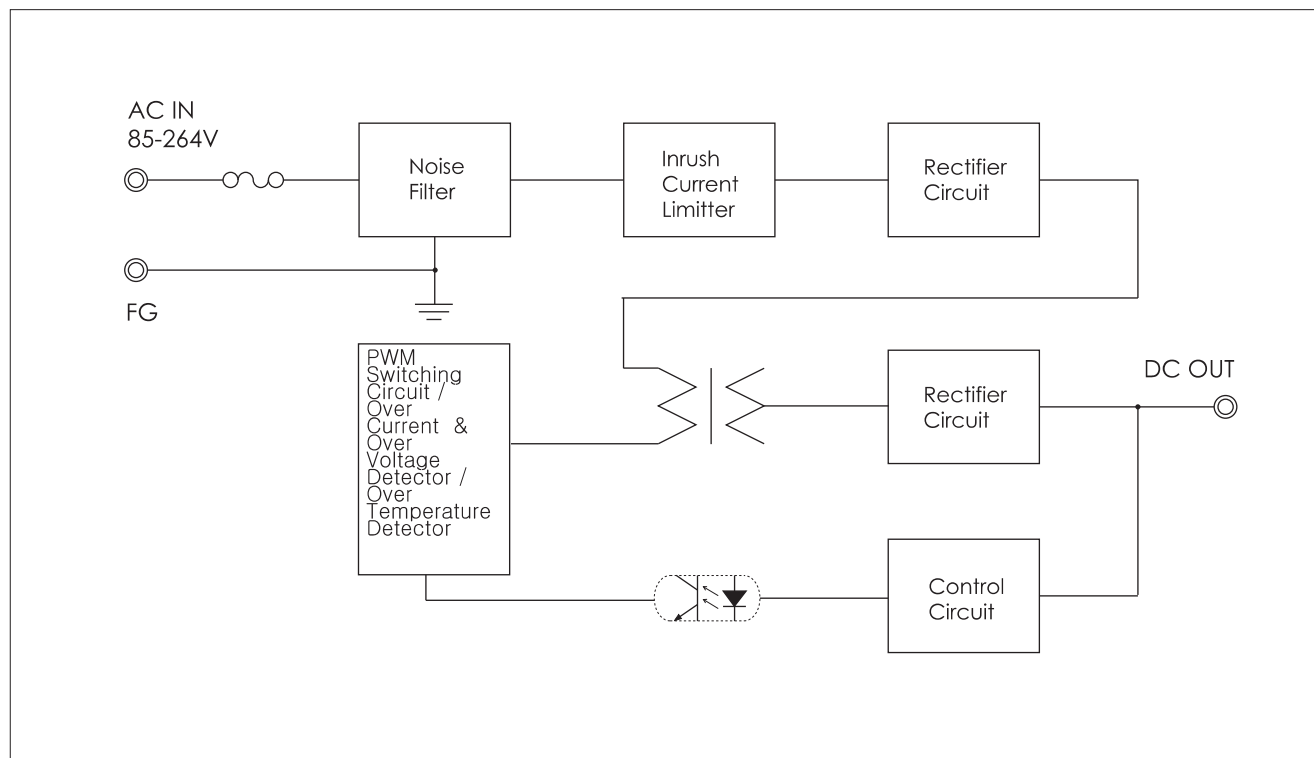 AC IN
85-264V
Noise
Filter
Inrush
Current
Limitter
Rectifier
Circuit
FG
PWM
Switching
Circuit /
Over
Current &
Over
Voltage
Detector /
Over
Temperature
Detector
Rectifier
Circuit
DC OUT
Control
Circuit